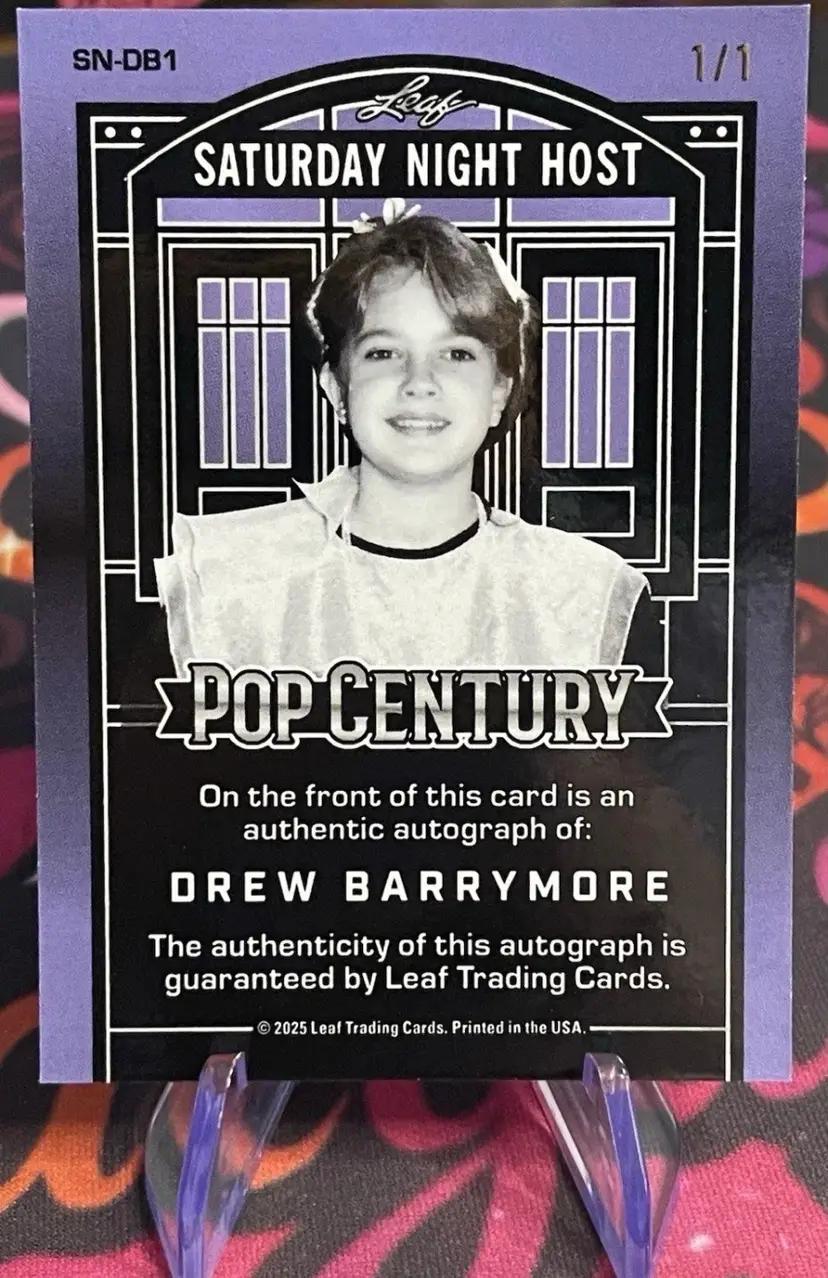 SN-DB1
1/1
Leaf
SATURDAY NIGHT HOST
POP CENTURY
On the front of this card is an
authentic autograph of:
DREW BARRYMORE
The authenticity of this autograph is
guaranteed by Leaf Trading Cards.
© 2025 Leaf Trading Cards. Printed in the USA.